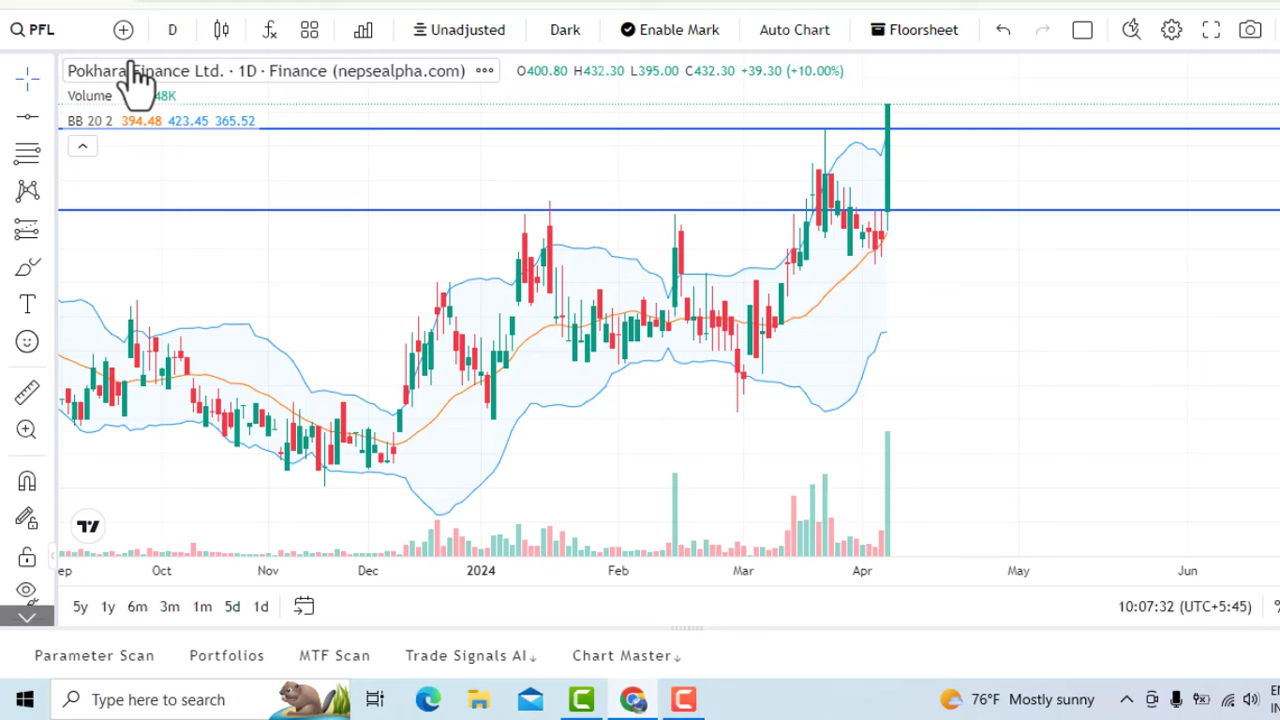 PFL D Unadjusted Dark Enable Mark Auto Chart Floorsheet
Pokhara Finance Ltd. · 1D · Finance (nepsealpha.com) O400.80 H432.30 L395.00 C432.30 +39.30 (+10.00%)
Volume 48K
BB 20 2 394.48 423.45 365.52
Oct Nov Dec 2024 Feb Mar Apr May Jun
5y 1y 6m 3m 1m 5d 1d 10:07:32 (UTC+5:45) %
Parameter Scan Portfolios MTF Scan Trade Signals AI↓ Chart Master↓
Type here to search 76°F Mostly sunny